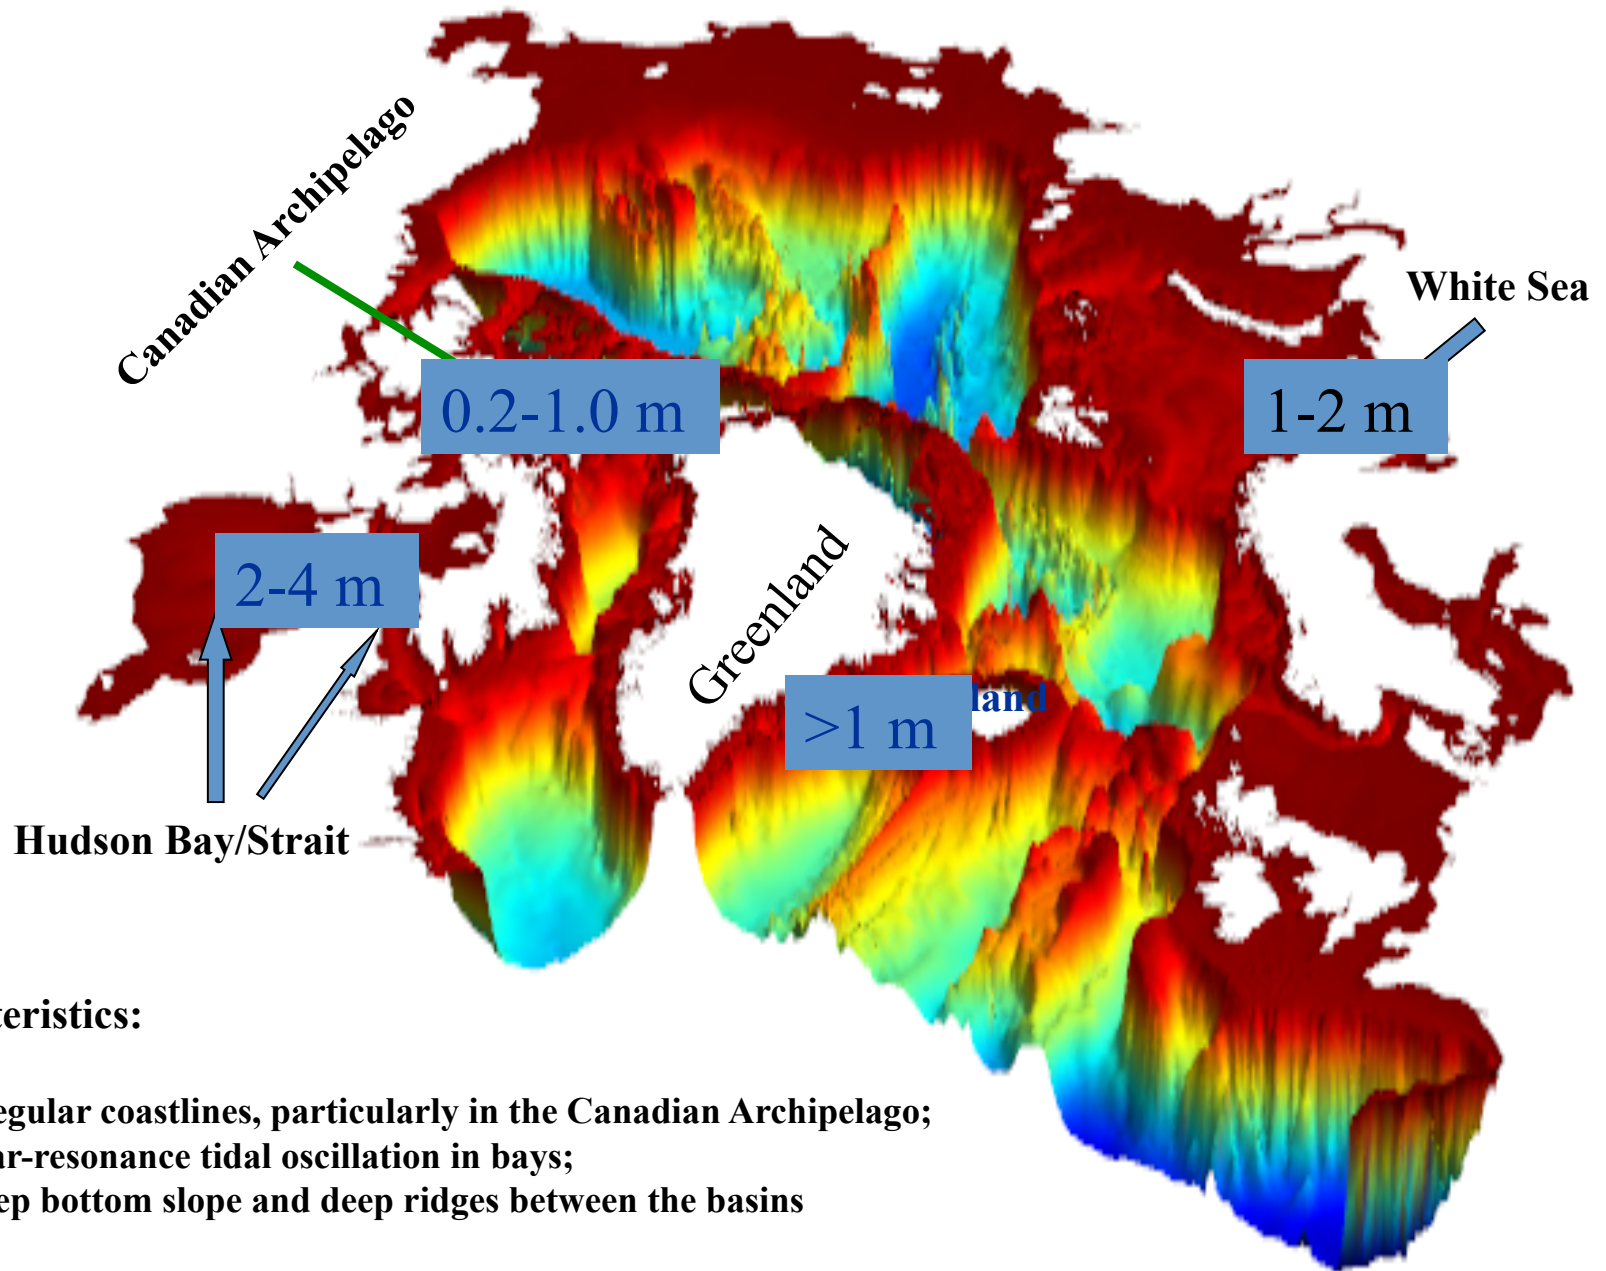 Canadian Archipelago
White Sea
0.2-1.0 m
1-2 m
2-4 m
Greenland
land
>1 m
Hudson Bay/Strait
teristics:
egular coastlines, particularly in the Canadian Archipelago;
ar-resonance tidal oscillation in bays;
ep bottom slope and deep ridges between the basins